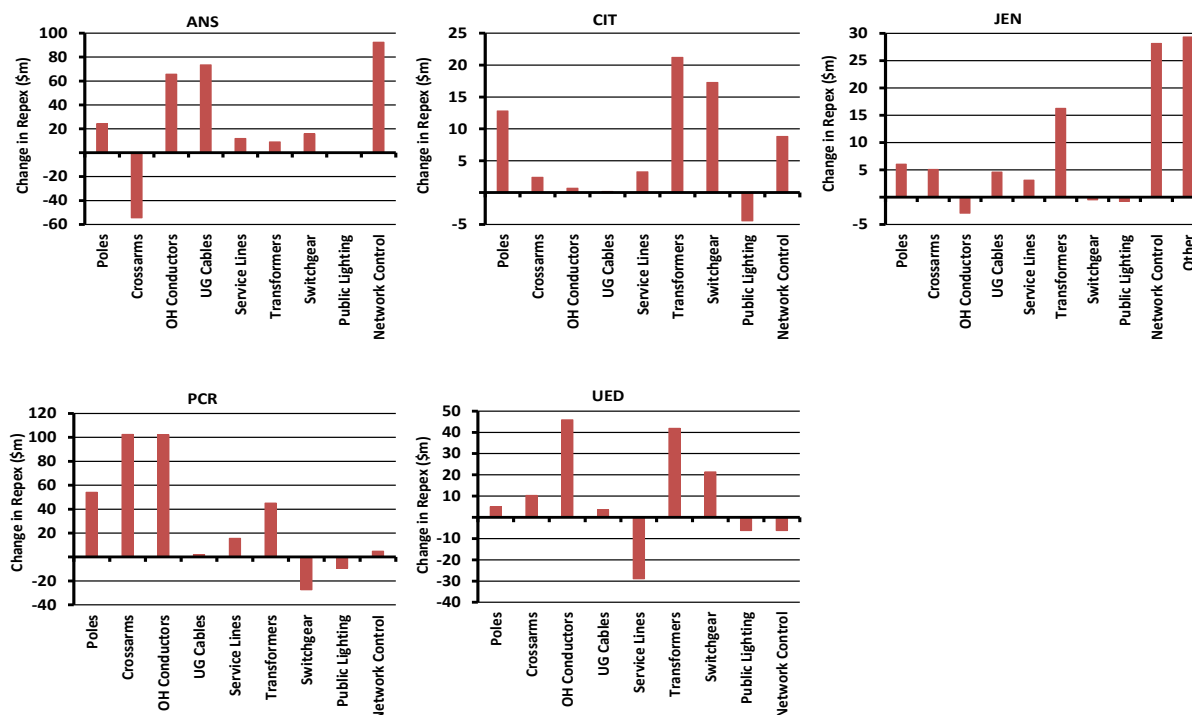 ANS
Change in Repex ($m)
100
80
60
40
20
-20
-40
-60
Poles
Crossarms
OH Conductors
UG Cables
Service Lines
Transformers
Switchgear
Public Lighting
Network Control
CIT
Change in Repex ($m)
25
20
15
10
5
-5
Poles
Crossarms
OH Conductors
UG Cables
Service Lines
Transformers
Switchgear
Public Lighting
Network Control
JEN
Change in Repex ($m)
30
25
20
15
10
5
-5
Poles
Crossarms
OH Conductors
UG Cables
Service Lines
Transformers
Switchgear
Public Lighting
Network Control
Other
PCR
Change in Repex ($m)
120
100
80
60
40
20
-20
-40
Poles
Crossarms
OH Conductors
UG Cables
Service Lines
Transformers
Switchgear
Public Lighting
Network Control
UED
Change in Repex ($m)
50
40
30
20
10
-10
-20
-30
-40
Poles
Crossarms
OH Conductors
UG Cables
Service Lines
Transformers
Switchgear
Public Lighting
Network Control